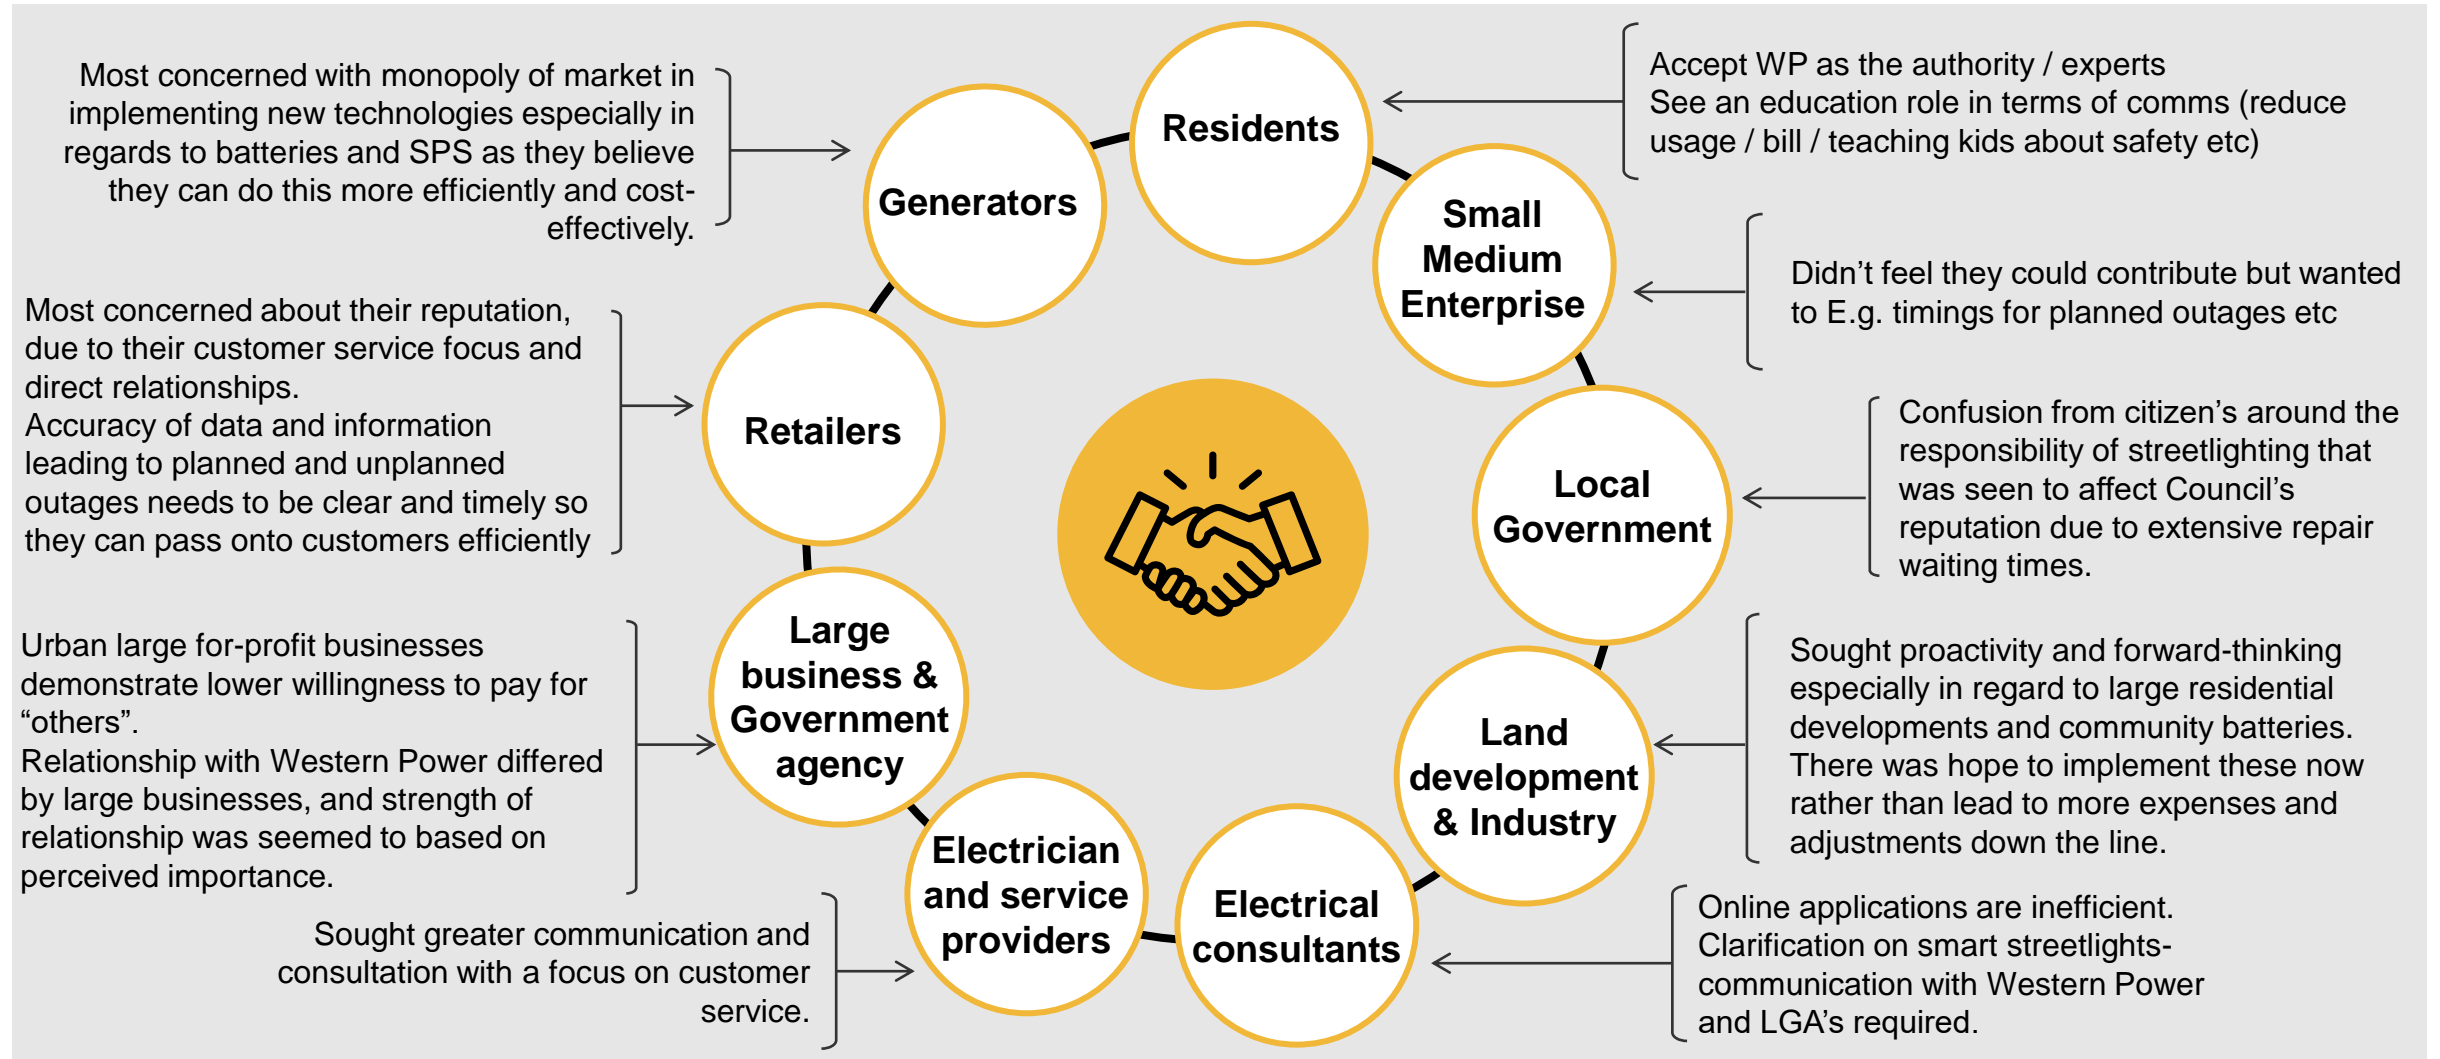 Most concerned with monopoly of market in
implementing new technologies especially in
regards to batteries and SPS as they believe
they can do this more efficiently and cost-
effectively.
Generators
Residents
Accept WP as the authority / experts
See an education role in terms of comms (reduce
usage / bill / teaching kids about safety etc)
Small
Medium
Enterprise
Didn’t feel they could contribute but wanted
to E.g. timings for planned outages etc
Most concerned about their reputation,
due to their customer service focus and
direct relationships.
Accuracy of data and information
leading to planned and unplanned
outages needs to be clear and timely so
they can pass onto customers efficiently
Retailers
Local
Government
Confusion from citizen’s around the
responsibility of streetlighting that
was seen to affect Council’s
reputation due to extensive repair
waiting times.
Urban large for-profit businesses
demonstrate lower willingness to pay for
“others”.
Relationship with Western Power differed
by large businesses, and strength of
relationship was seemed to based on
perceived importance.
Large
business &
Government
agency
Land
development
& Industry
Sought proactivity and forward-thinking
especially in regard to large residential
developments and community batteries.
There was hope to implement these now
rather than lead to more expenses and
adjustments down the line.
Sought greater communication and
consultation with a focus on customer
service.
Electrician
and service
providers
Electrical
consultants
Online applications are inefficient.
Clarification on smart streetlights-
communication with Western Power
and LGA’s required.